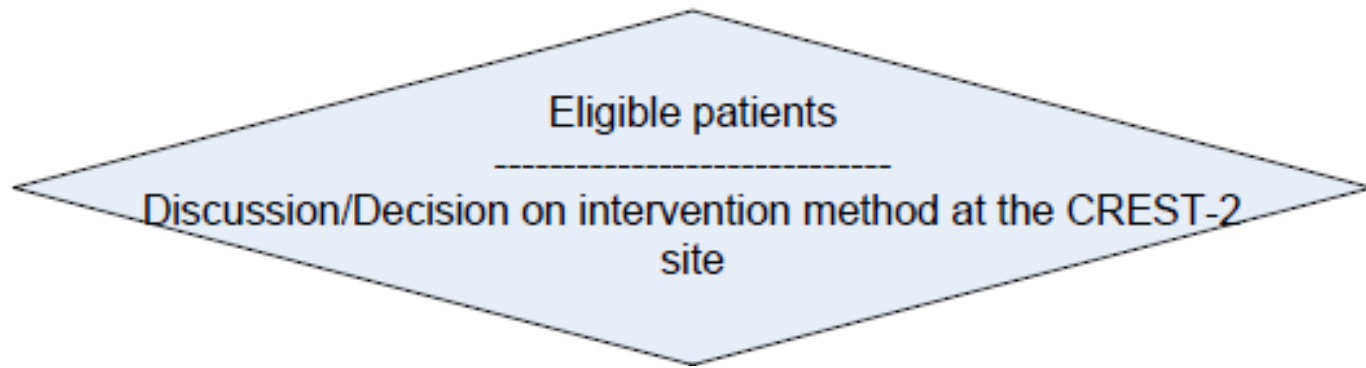 Eligible patients
-----------------------------
Discussion/Decision on intervention method at the CREST-2
site